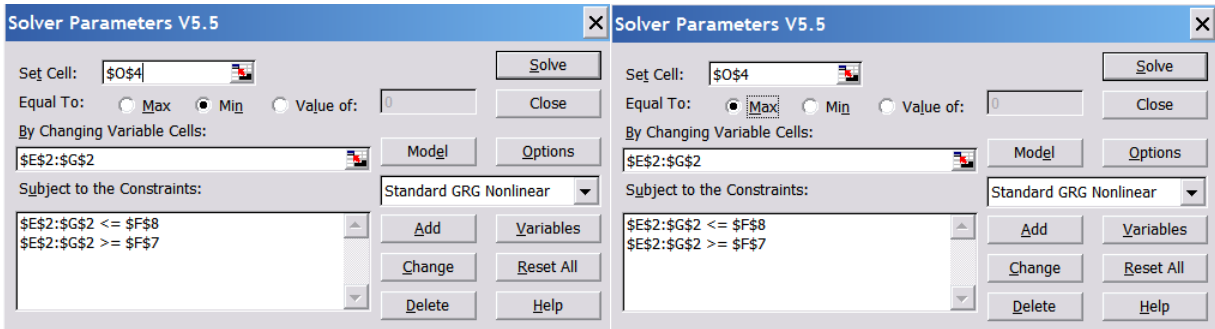 Solver Parameters V5.5
Set Cell: $O$4 Solve
Equal To: Max Min Value of: 0 Close
By Changing Variable Cells:
$E$2:$G$2 Model Options
Subject to the Constraints: Standard GRG Nonlinear
$E$2:$G$2 <= $F$8 Add Variables
$E$2:$G$2 >= $F$7
Change Reset All
Delete Help
Solver Parameters V5.5
Set Cell: $O$4 Solve
Equal To: Max Min Value of: 0 Close
By Changing Variable Cells:
$E$2:$G$2 Model Options
Subject to the Constraints: Standard GRG Nonlinear
$E$2:$G$2 <= $F$8 Add Variables
$E$2:$G$2 >= $F$7
Change Reset All
Delete Help